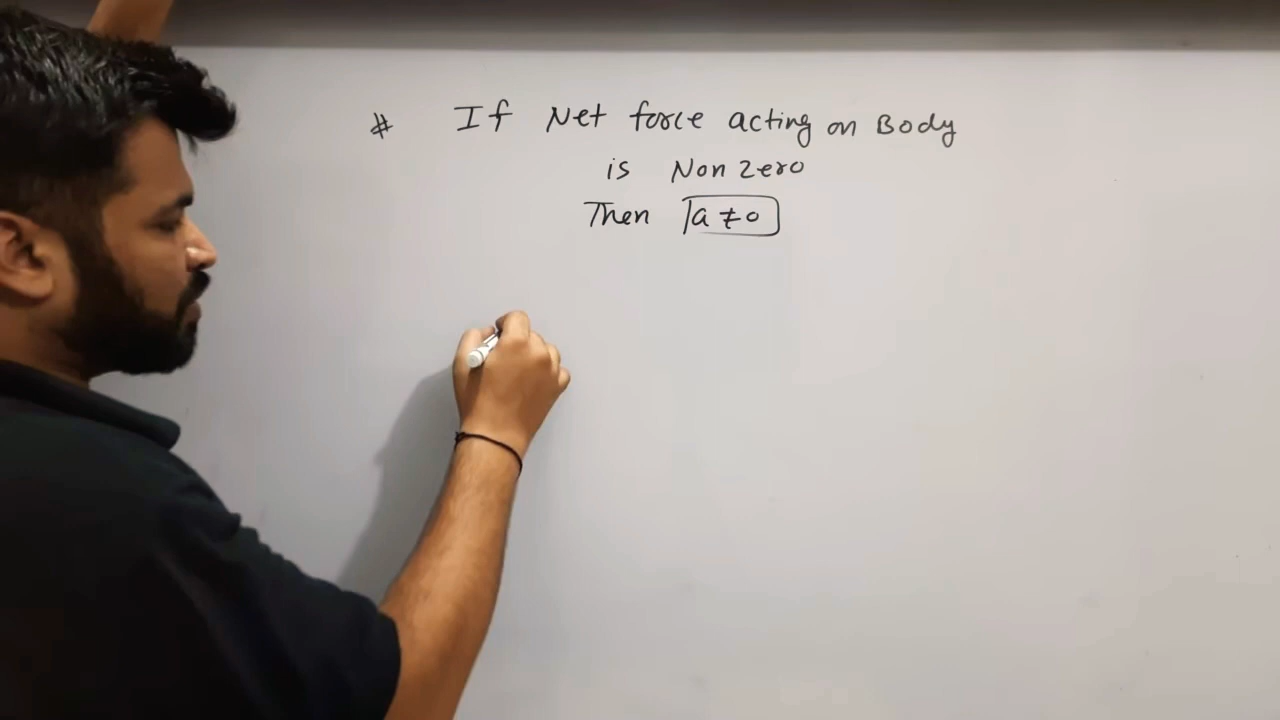 # If Net force acting on Body
is Non Zero
Then a ≠ 0